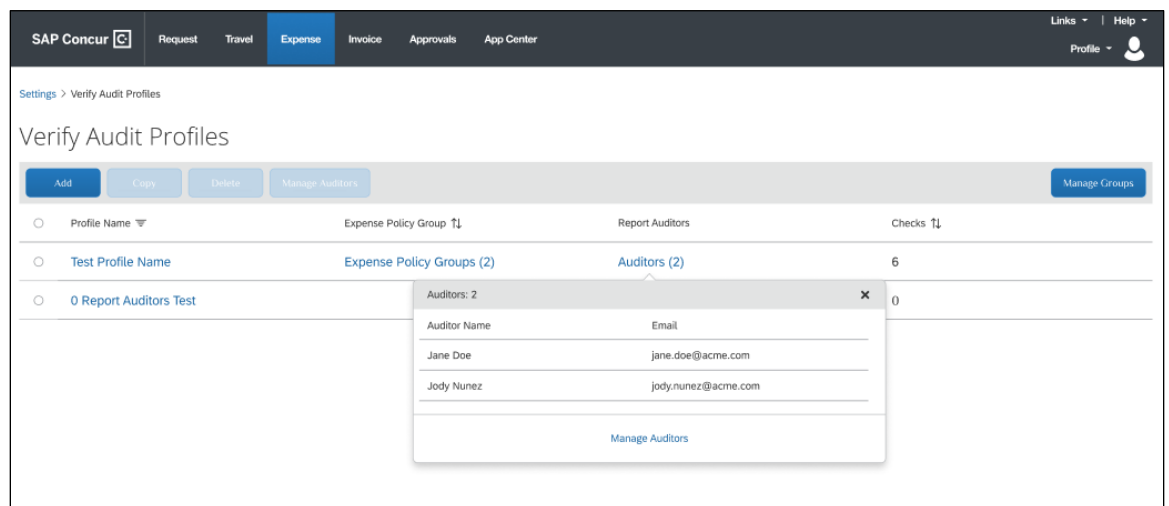 Links | Help
SAP Concur C Request Travel Expense Invoice Approvals App Center
Profile
Settings > Verify Audit Profiles
Verify Audit Profiles
Add Copy Delete Manage Auditors Manage Groups
Profile Name Expense Policy Group Report Auditors Checks
Test Profile Name Expense Policy Groups (2) Auditors (2) 6
0 Report Auditors Test 0
Auditors: 2
Auditor Name Email
Jane Doe jane.doe@acme.com
Jody Nunez jody.nunez@acme.com
Manage Auditors